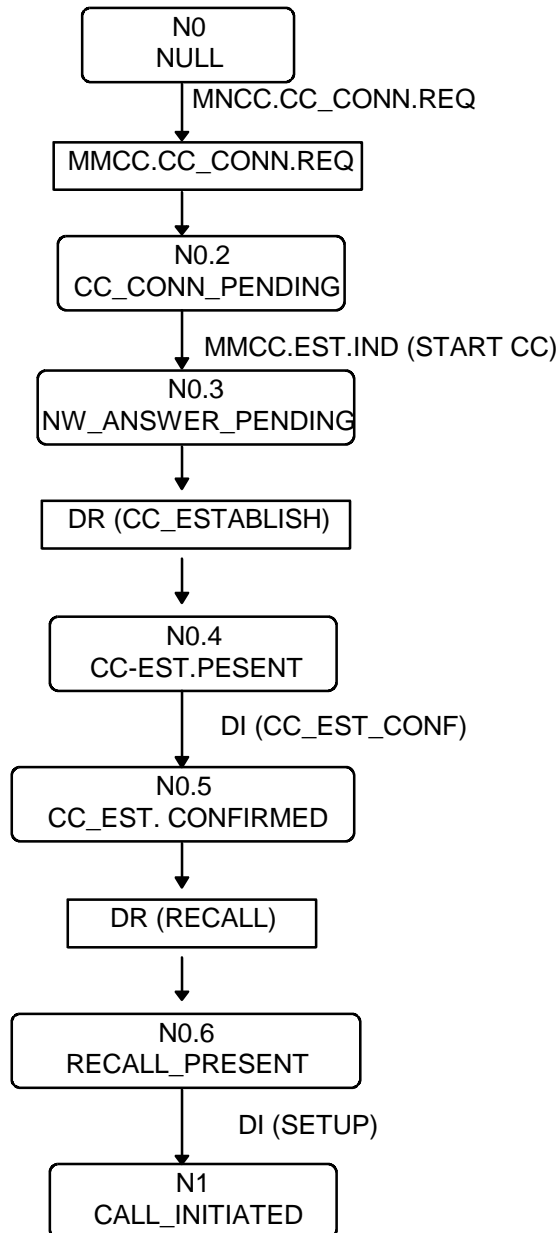 N0
NULL
MNCC.CC_CONN.REQ
MMCC.CC_CONN.REQ
N0.2
CC_CONN_PENDING
MMCC.EST.IND (START CC)
N0.3
NW_ANSWER_PENDING
DR (CC_ESTABLISH)
N0.4
CC-EST.PESENT
DI (CC_EST_CONF)
N0.5
CC_EST. CONFIRMED
DR (RECALL)
N0.6
RECALL_PRESENT
DI (SETUP)
N1
CALL_INITIATED